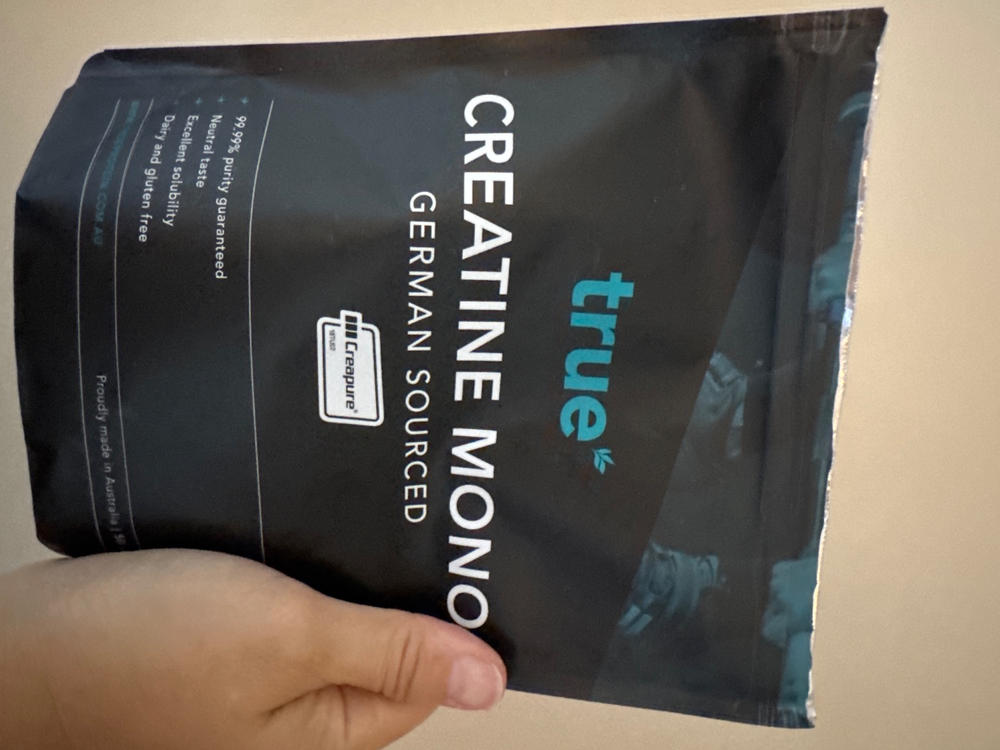 true
CREATINE MONO
GERMAN SOURCED
Creapure®
99.99% purity guaranteed
Neutral taste
Excellent solubility
Dairy and gluten free
Proudly made in Australia |